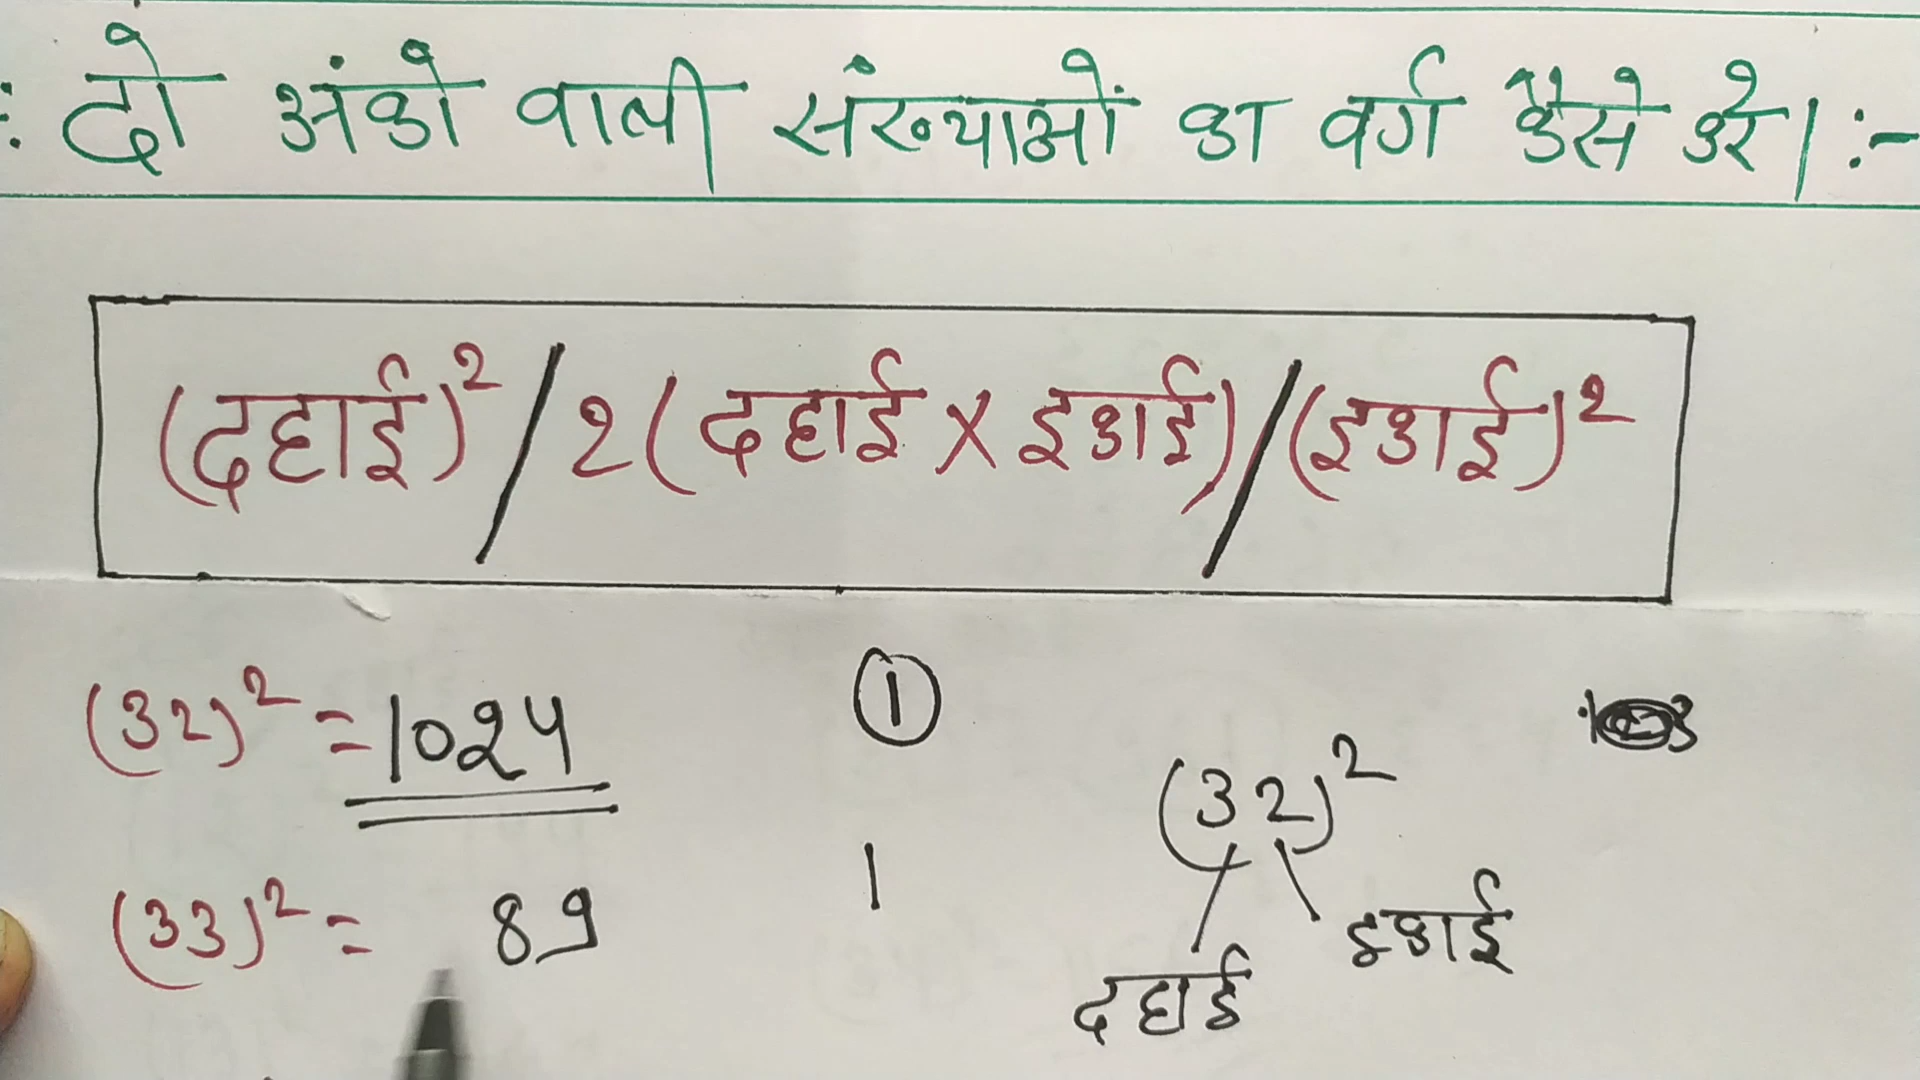 : दो अंको वाली संख्याओं का वर्ग कैसे करे। :-
(दहाई)² / 2 (दहाई × इकाई) / (इकाई)²
(32)² = 1024
①
(32)²
दहाई इकाई
(33)² = 89
1